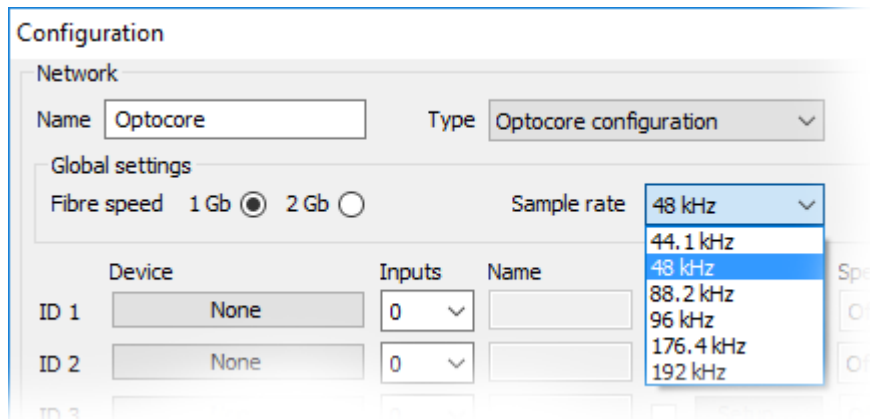 Configuration
Network
Name Optocore Type Optocore configuration
Global settings
Fibre speed 1 Gb 2 Gb Sample rate 48 kHz
44.1 kHz
48 kHz
88.2 kHz
96 kHz
176.4 kHz
192 kHz
Device Inputs Name
ID 1 None 0
ID 2 None 0
ID 3